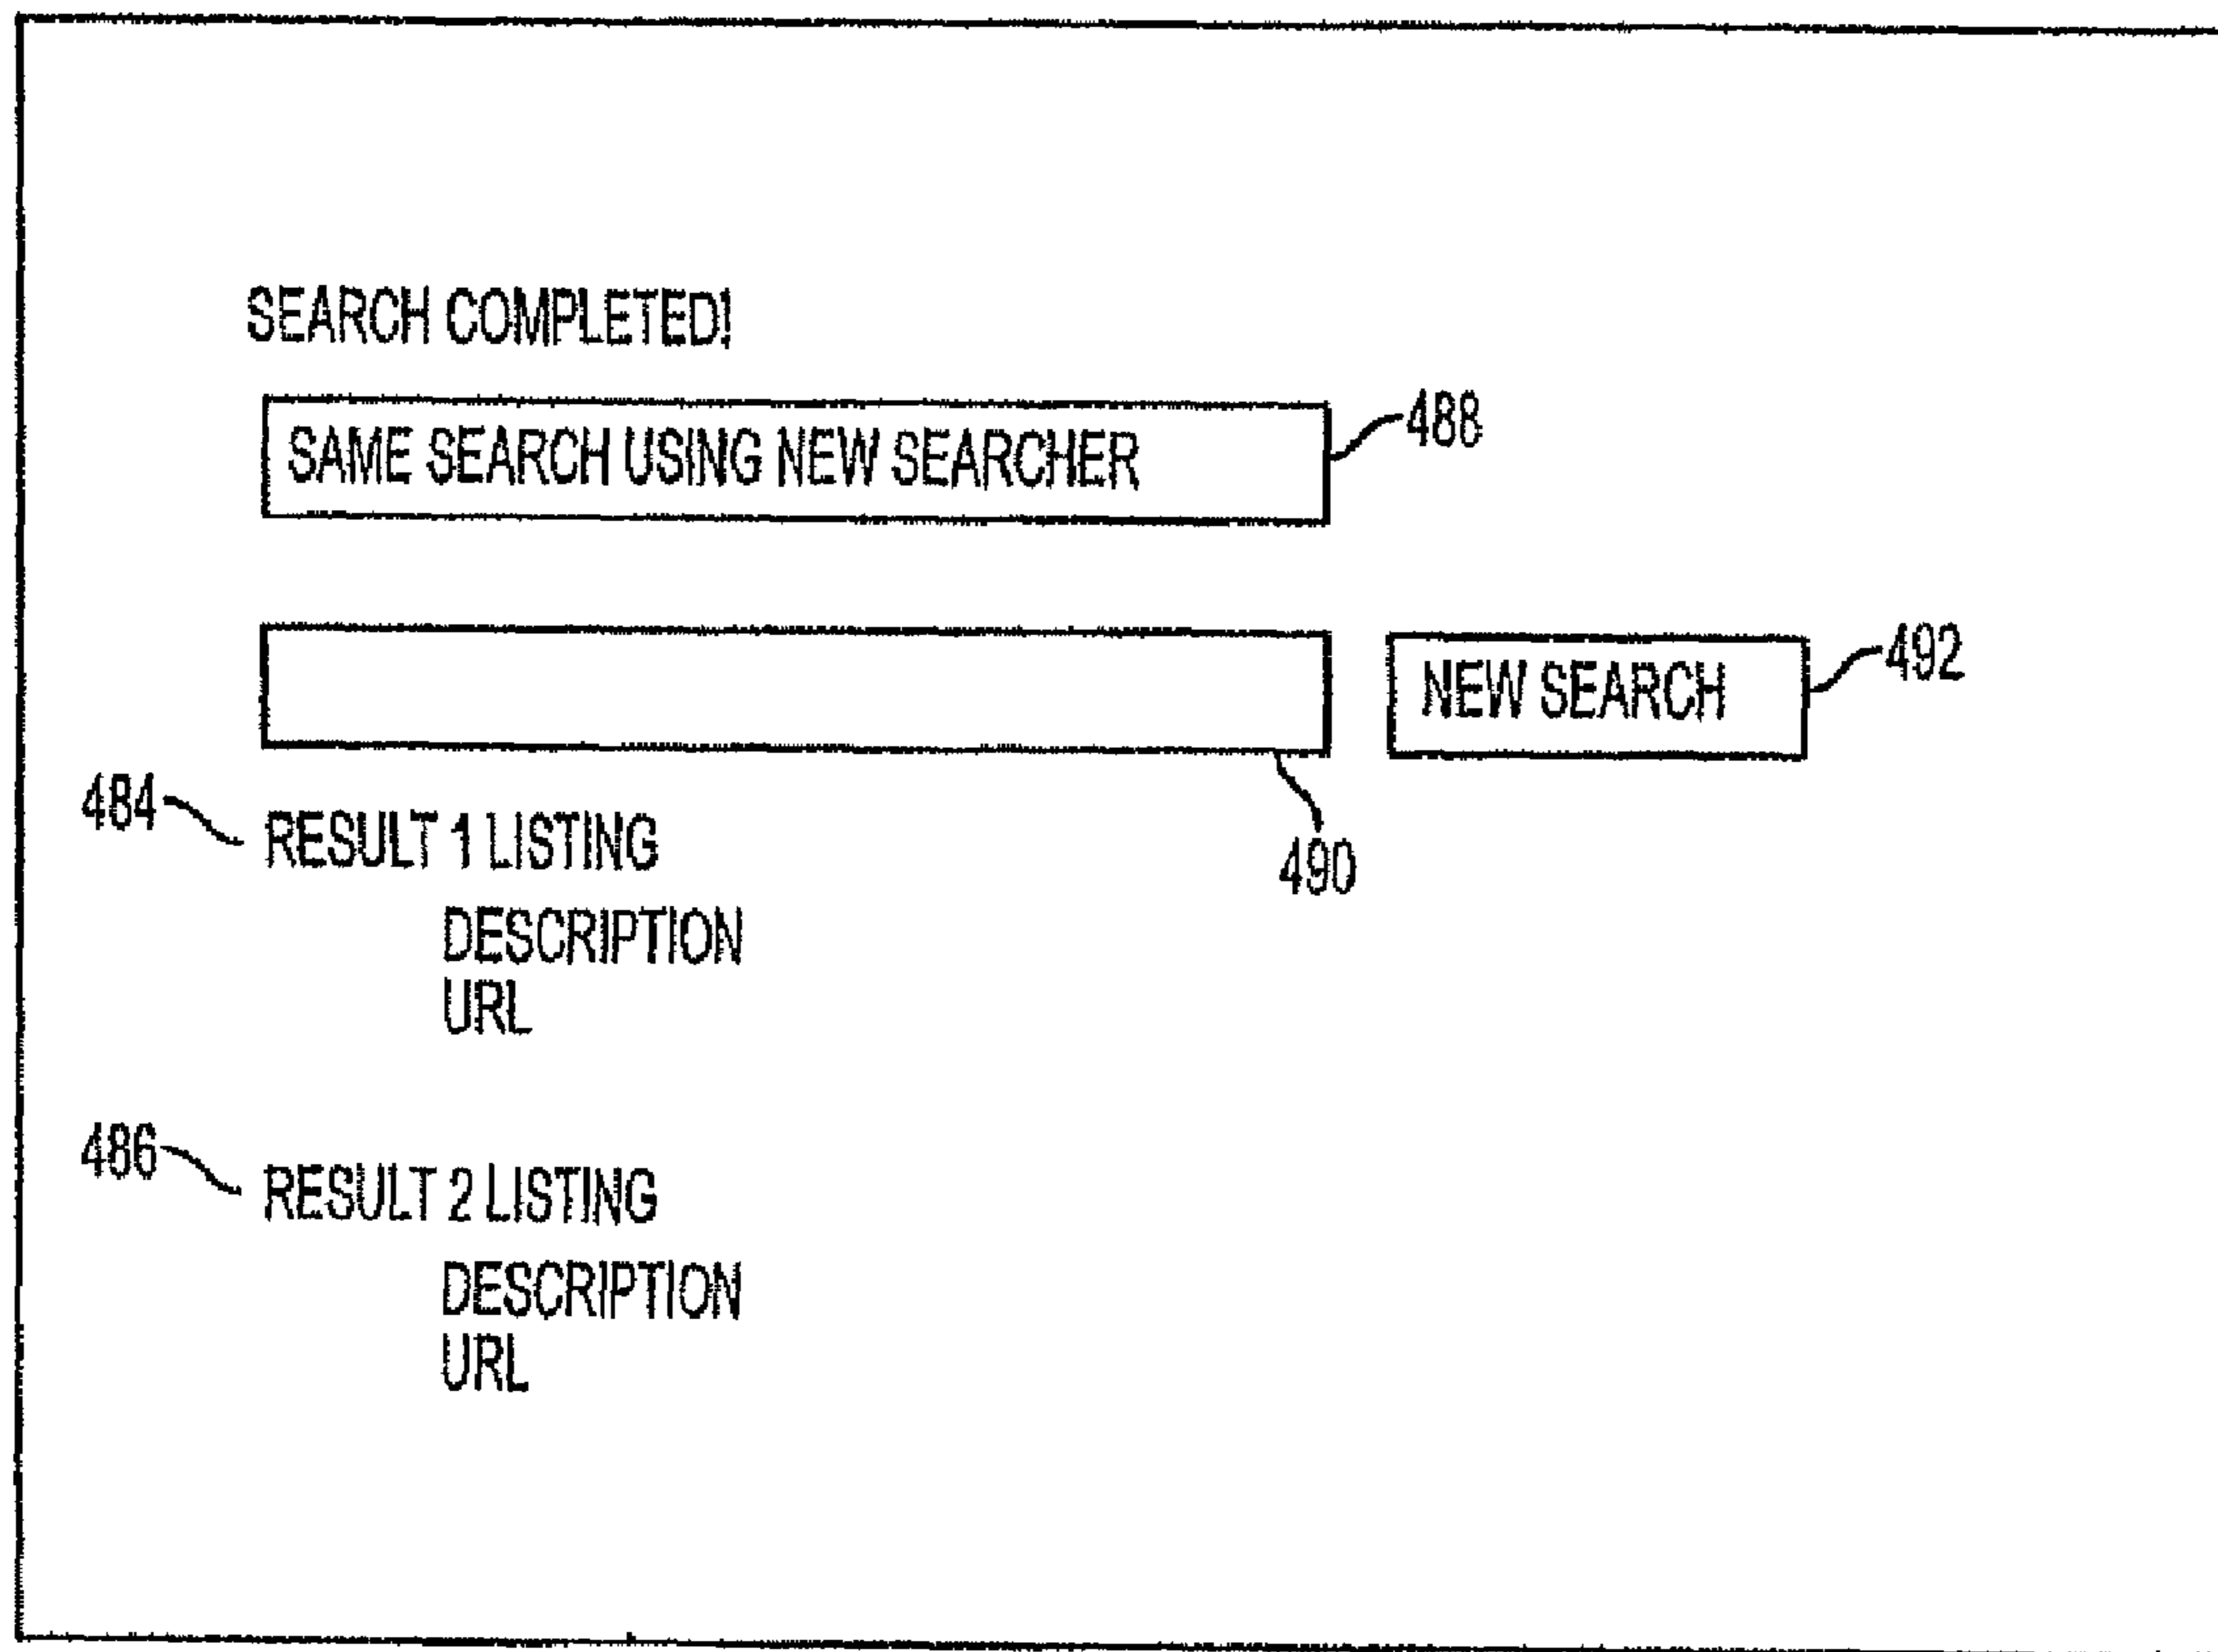 SEARCH COMPLETED!
SAME SEARCH USING NEW SEARCHER
488
NEW SEARCH
492
490
484
RESULT 1 LISTING
DESCRIPTION
URL
486
RESULT 2 LISTING
DESCRIPTION
URL